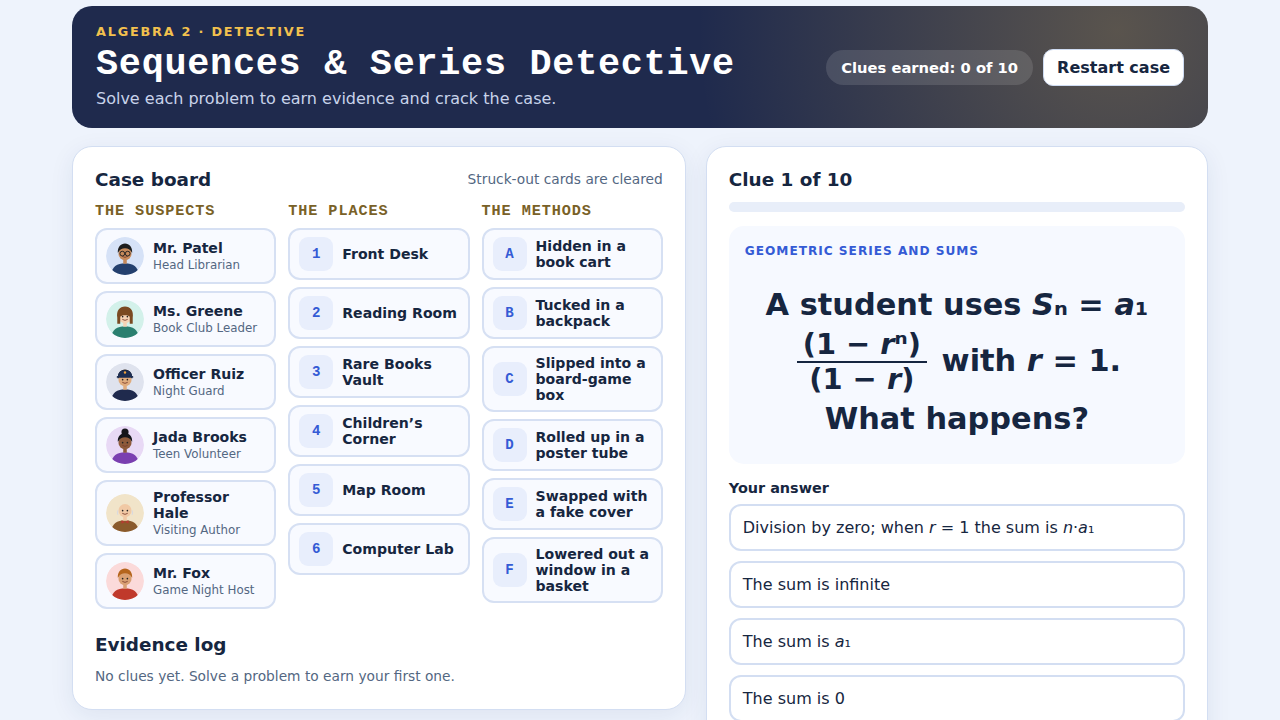 ALGEBRA 2 · DETECTIVE
Sequences & Series Detective
Solve each problem to earn evidence and crack the case.
Clues earned: 0 of 10
Restart case
Case board
Struck-out cards are cleared
THE SUSPECTS
Mr. Patel
Head Librarian
Ms. Greene
Book Club Leader
Officer Ruiz
Night Guard
Jada Brooks
Teen Volunteer
Professor
Hale
Visiting Author
Mr. Fox
Game Night Host
THE PLACES
1 Front Desk
2 Reading Room
3 Rare Books
Vault
4 Children’s
Corner
5 Map Room
6 Computer Lab
THE METHODS
A Hidden in a
book cart
B Tucked in a
backpack
C Slipped into a
board-game
box
D Rolled up in a
poster tube
E Swapped with
a fake cover
F Lowered out a
window in a
basket
Evidence log
No clues yet. Solve a problem to earn your first one.
Clue 1 of 10
GEOMETRIC SERIES AND SUMS
A student uses Sₙ = a₁
(1 − rⁿ)
(1 − r)
with r = 1.
What happens?
Your answer
Division by zero; when r = 1 the sum is n·a₁
The sum is infinite
The sum is a₁
The sum is 0